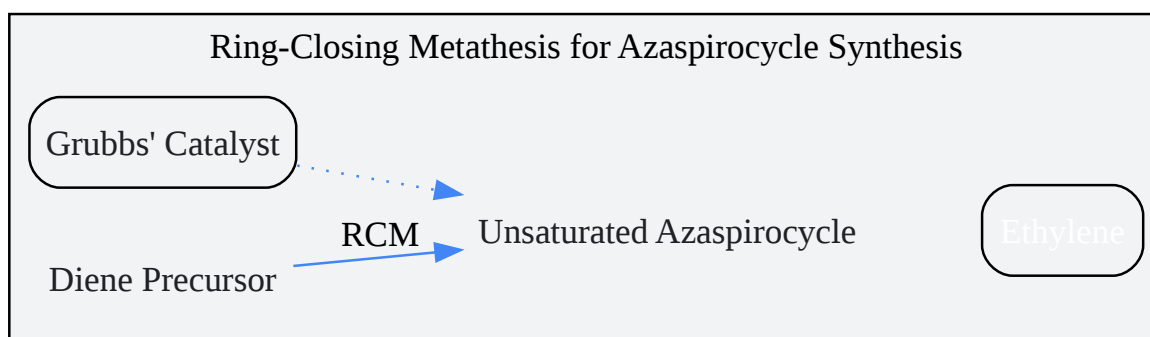 Ring-Closing Metathesis for Azaspirocycle Synthesis
Grubbs' Catalyst
RCM
Unsaturated Azaspirocycle
Ethylene
Diene Precursor